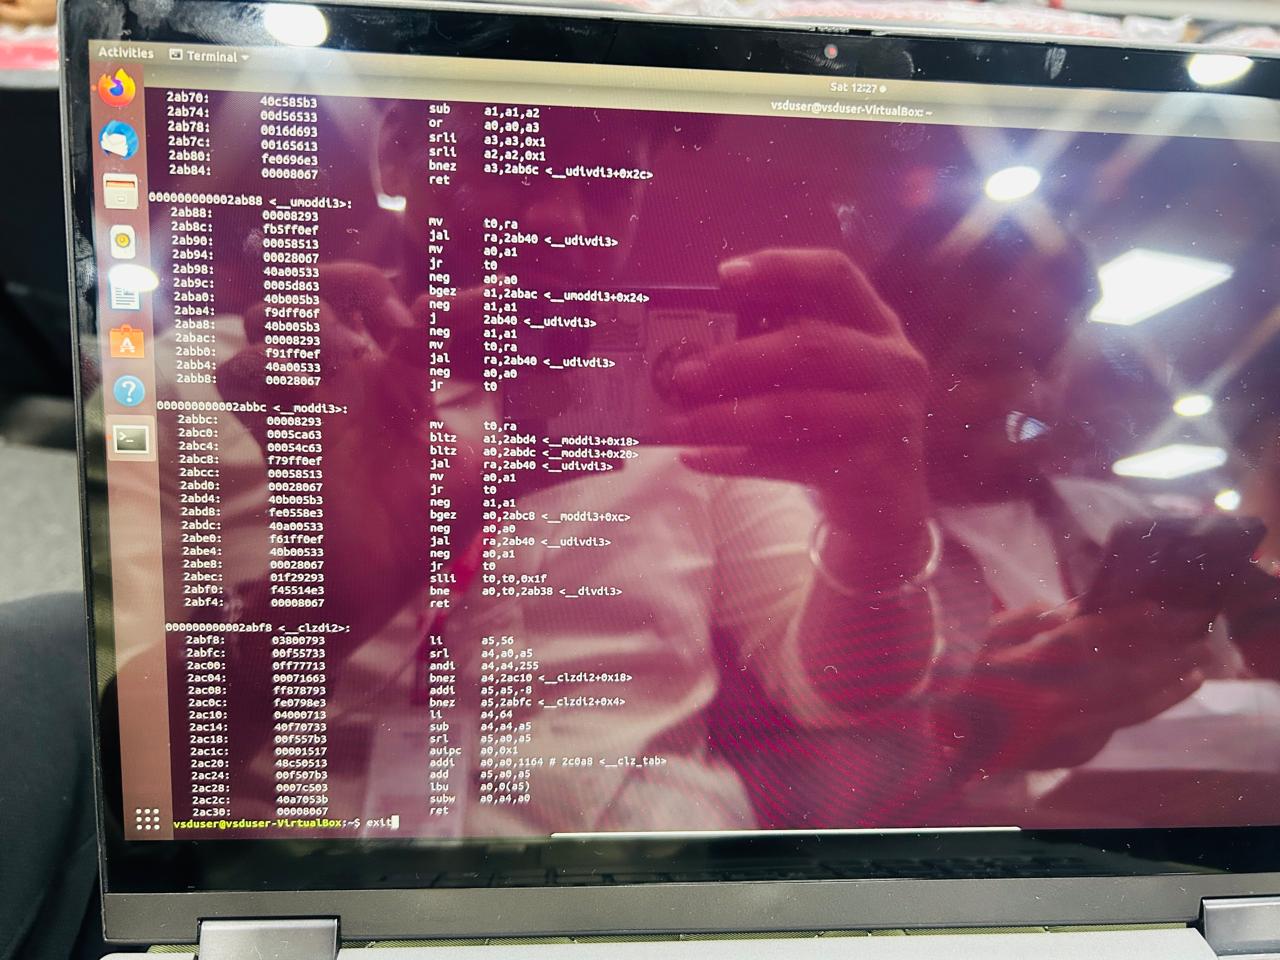 Activities Terminal
Sat 12:27
vsduser@vsduser-VirtualBox: ~
2ab70: 40c585b3 sub a1,a1,a2
2ab74: 00d56533 or a0,a0,a3
2ab78: 0016d693 srli a3,a3,0x1
2ab7c: 00165613 srli a2,a2,0x1
2ab80: fe0696e3 bnez a3,2ab6c <__udivdi3+0x2c>
2ab84: 00008067 ret
000000000002ab88 <__umoddi3>:
2ab88: 00008293 mv t0,ra
2ab8c: fb5ff0ef jal ra,2ab40 <__udivdi3>
2ab90: 00058513 mv a0,a1
2ab94: 00028067 jr t0
2ab98: 40a00533 neg a0,a0
2ab9c: 0005d863 bgez a1,2abac <__umoddi3+0x24>
2aba0: 40b005b3 neg a1,a1
2aba4: f9dff06f j 2ab40 <__udivdi3>
2aba8: 40b005b3 neg a1,a1
2abac: 00008293 mv t0,ra
2abb0: f91ff0ef jal ra,2ab40 <__udivdi3>
2abb4: 40a00533 neg a0,a0
2abb8: 00028067 jr t0
000000000002abbc <__moddi3>:
2abbc: 00008293 mv t0,ra
2abc0: 0005ca63 bltz a1,2abd4 <__moddi3+0x18>
2abc4: 00054c63 bltz a0,2abdc <__moddi3+0x20>
2abc8: f79ff0ef jal ra,2ab40 <__udivdi3>
2abcc: 00058513 mv a0,a1
2abd0: 00028067 jr t0
2abd4: 40b005b3 neg a1,a1
2abd8: fe0558e3 bgez a0,2abc8 <__moddi3+0xc>
2abdc: 40a00533 neg a0,a0
2abe0: f61ff0ef jal ra,2ab40 <__udivdi3>
2abe4: 40b00533 neg a0,a1
2abe8: 00028067 jr t0
2abec: 01f29293 slli t0,t0,0x1f
2abf0: f45514e3 bne a0,t0,2ab38 <__divdi3>
2abf4: 00008067 ret
000000000002abf8 <__clzdi2>:
2abf8: 03800793 li a5,56
2abfc: 00f55733 srl a4,a0,a5
2ac00: 0ff77713 andi a4,a4,255
2ac04: 00071663 bnez a4,2ac10 <__clzdi2+0x18>
2ac08: ff878793 addi a5,a5,-8
2ac0c: fe0798e3 bnez a5,2abfc <__clzdi2+0x4>
2ac10: 04000713 li a4,64
2ac14: 40f70733 sub a4,a4,a5
2ac18: 00f557b3 srl a5,a0,a5
2ac1c: 00001517 auipc a0,0x1
2ac20: 48c50513 addi a0,a0,1164 # 2c0a8 <__clz_tab>
2ac24: 00f507b3 add a5,a0,a5
2ac28: 0007c503 lbu a0,0(a5)
2ac2c: 40a7053b subw a0,a4,a0
2ac30: 00008067 ret
vsduser@vsduser-VirtualBox:~$ exit